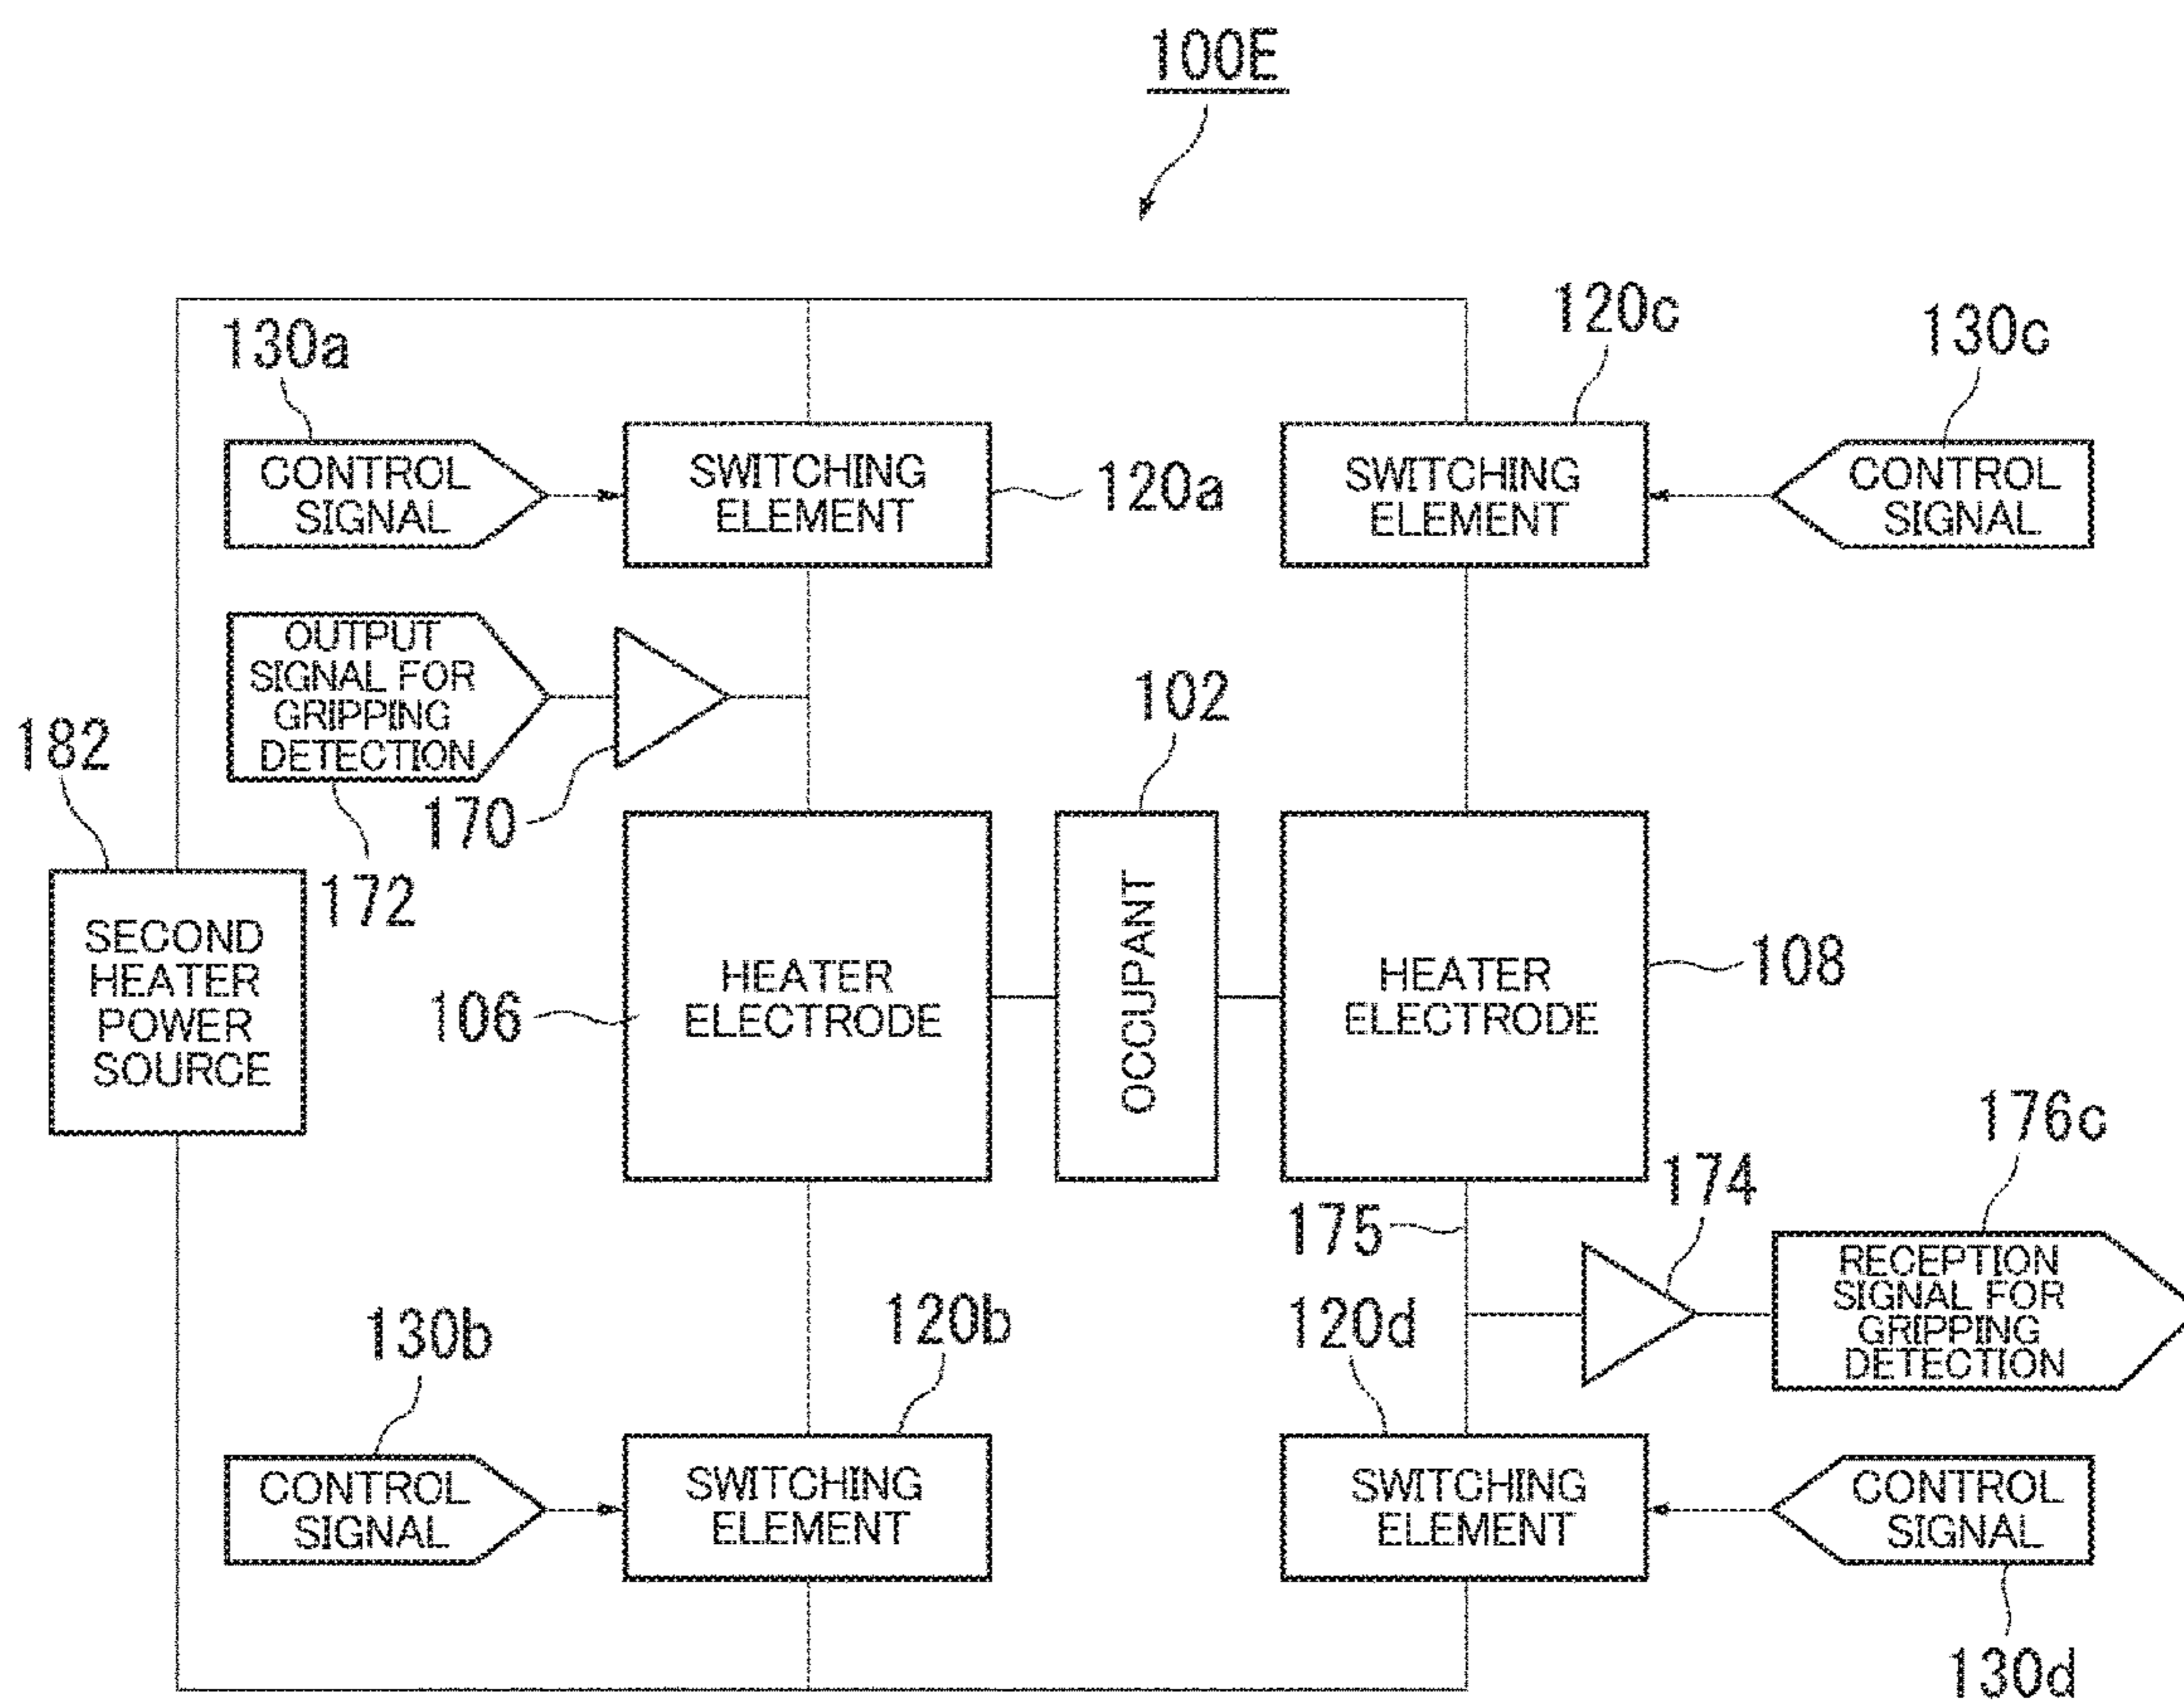 100E
120c
130a
130c
CONTROL
SIGNAL
SWITCHING
ELEMENT
120a
SWITCHING
ELEMENT
CONTROL
SIGNAL
OUTPUT
SIGNAL FOR
GRIPPING
DETECTION
102
182
170
172
SECOND
HEATER
POWER
SOURCE
106
HEATER
ELECTRODE
OCCUPANT
HEATER
ELECTRODE
108
176c
174
175
RECEPTION
SIGNAL FOR
GRIPPING
DETECTION
130b
120b
120d
CONTROL
SIGNAL
SWITCHING
ELEMENT
SWITCHING
ELEMENT
CONTROL
SIGNAL
130d